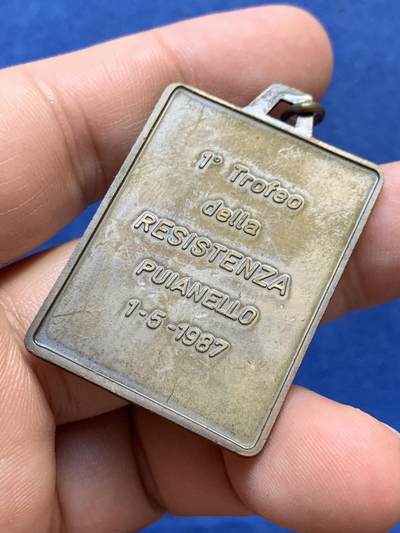 1° Trofeo
della
RESISTENZA
PUIANELLO
1-5-1987